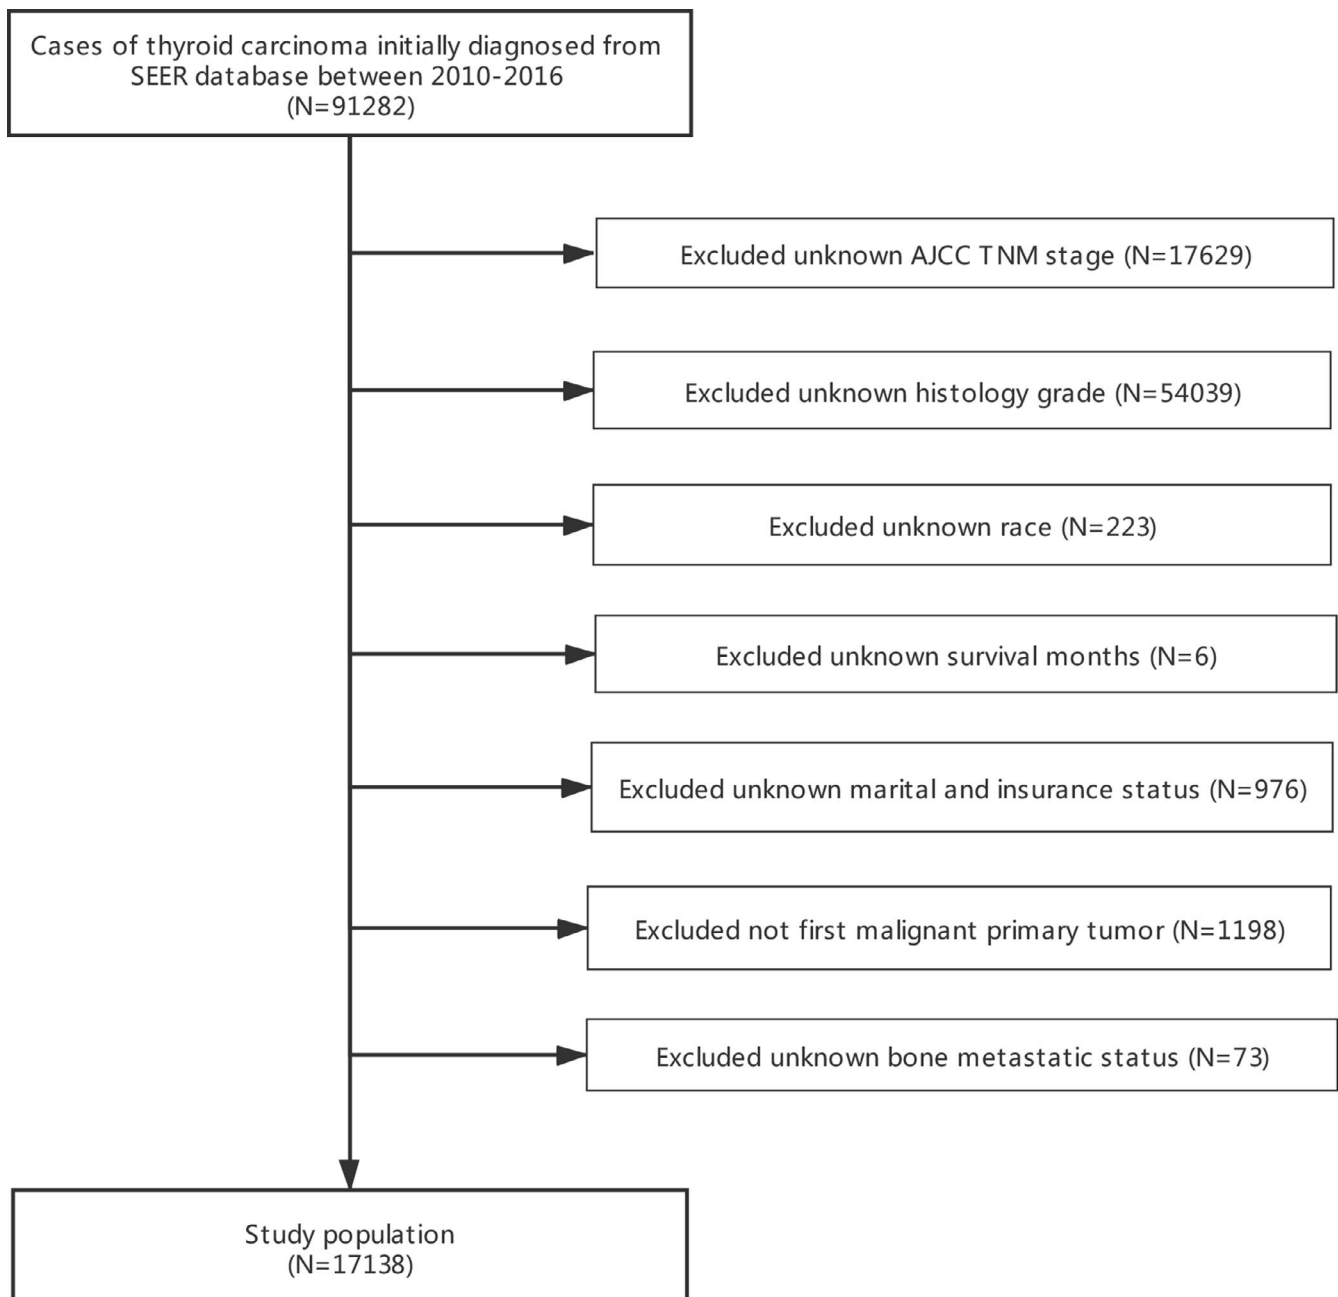 Cases of thyroid carcinoma initially diagnosed from
SEER database between 2010-2016
(N=91282)
Excluded unknown AJCC TNM stage (N=17629)
Excluded unknown histology grade (N=54039)
Excluded unknown race (N=223)
Excluded unknown survival months (N=6)
Excluded unknown marital and insurance status (N=976)
Excluded not first malignant primary tumor (N=1198)
Excluded unknown bone metastatic status (N=73)
Study population
(N=17138)